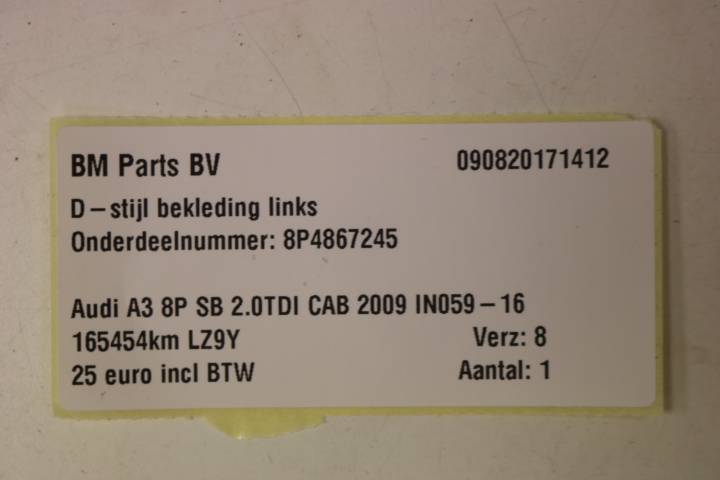 BM Parts BV 090820171412
D-stijl bekleding links
Onderdeelnummer: 8P4867245
Audi A3 8P SB 2.0TDI CAB 2009 IN059-16
165454km LZ9Y Verz: 8
25 euro incl BTW Aantal: 1